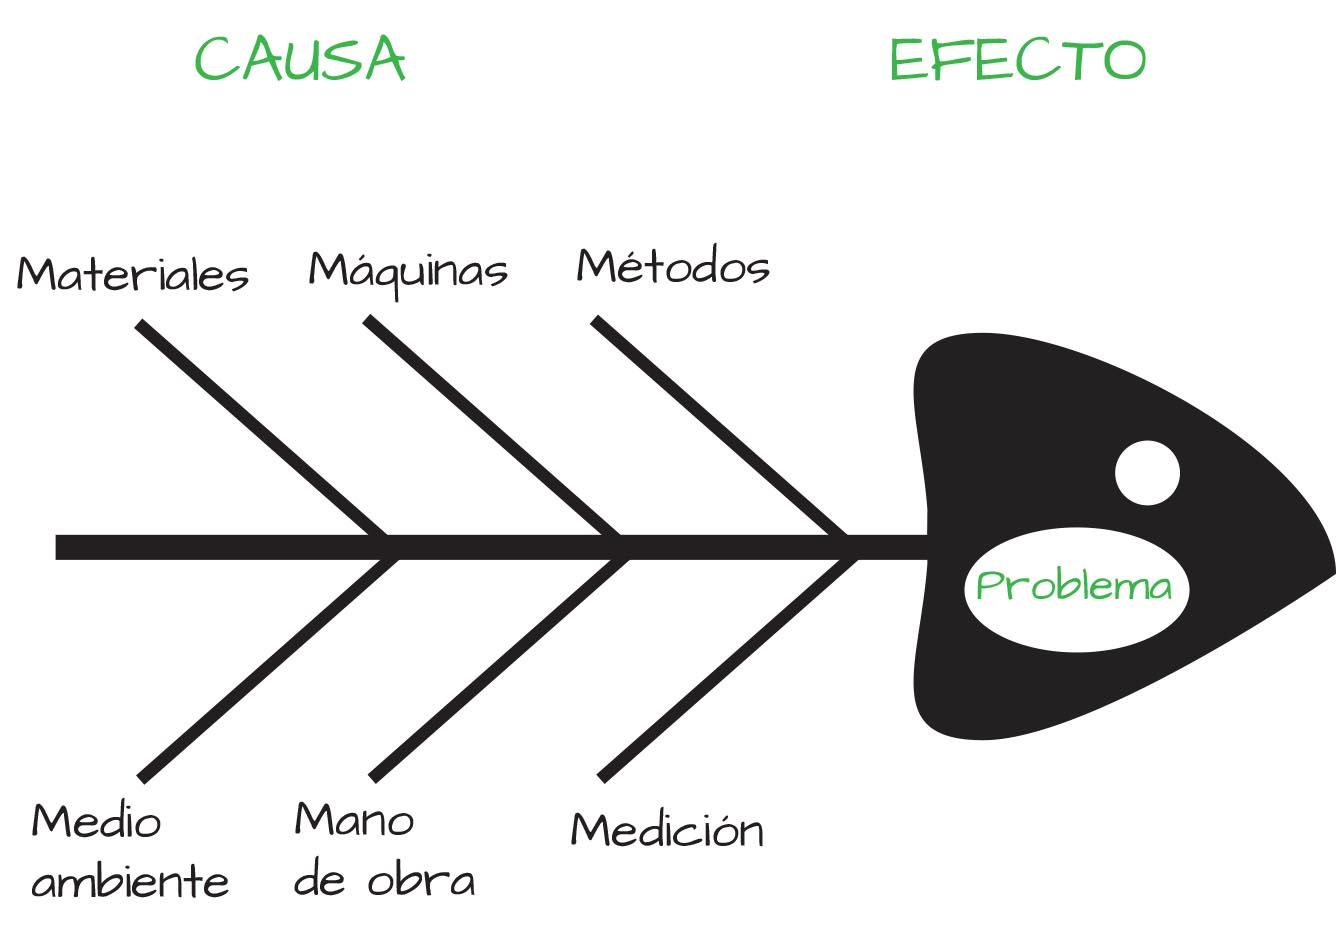 CAUSA
EFECTO
Materiales
Máquinas
Métodos
Problema
Medio
ambiente
Mano
de obra
Medición